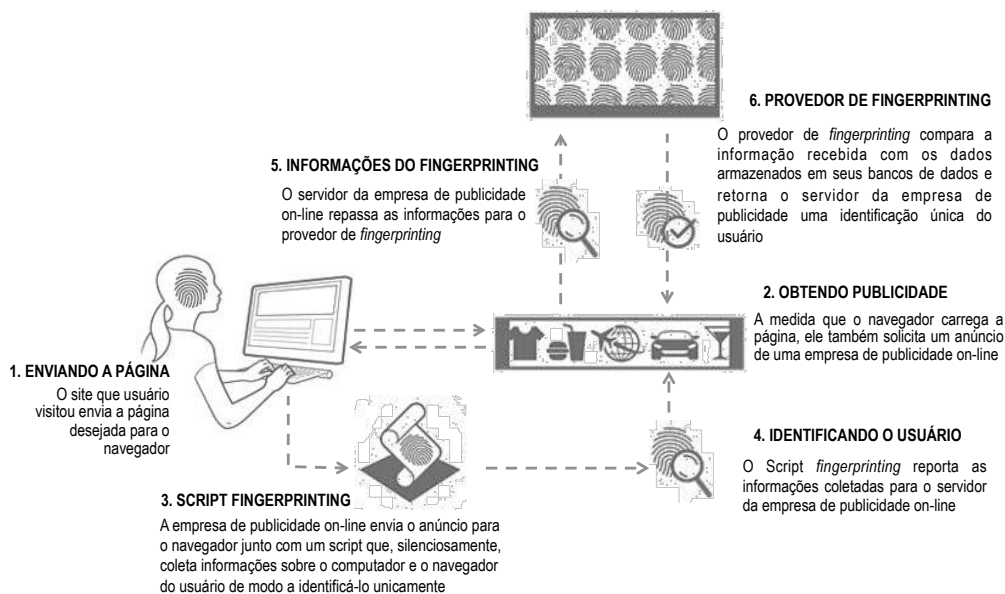 1. ENVIANDO A PÁGINA
O site que usuário
visitou envia a página
desejada para o
navegador
2. OBTENDO PUBLICIDADE
A medida que o navegador carrega a
página, ele também solicita um anúncio
de uma empresa de publicidade on-line
3. SCRIPT FINGERPRINTING
A empresa de publicidade on-line envia o anúncio para
o navegador junto com um script que, silenciosamente,
coleta informações sobre o computador e o navegador
do usuário de modo a identificá-lo unicamente
4. IDENTIFICANDO O USUÁRIO
O Script fingerprinting reporta as
informações coletadas para o servidor
da empresa de publicidade on-line
5. INFORMAÇÕES DO FINGERPRINTING
O servidor da empresa de publicidade
on-line repassa as informações para o
provedor de fingerprinting
6. PROVEDOR DE FINGERPRINTING
O provedor de fingerprinting compara a
informação recebida com os dados
armazenados em seus bancos de dados e
retorna o servidor da empresa de
publicidade uma identificação única do
usuário